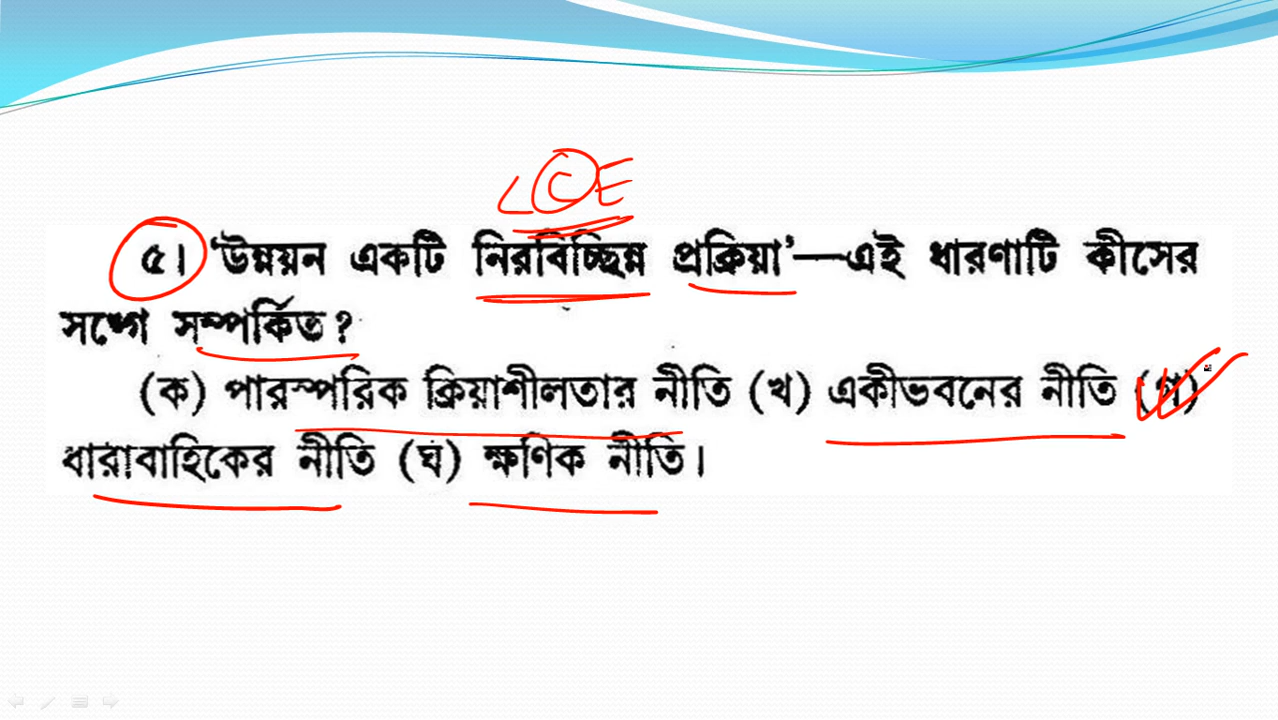 LCE
৫। ‘উন্নয়ন একটি নিরবিচ্ছিন্ন প্রক্রিয়া’—এই ধারণাটি কীসের
সঙ্গে সম্পর্কিত?
(ক) পারস্পরিক ক্রিয়াশীলতার নীতি (খ) একীভবনের নীতি (গ)
ধারাবাহিকের নীতি (ঘ) ক্ষণিক নীতি।